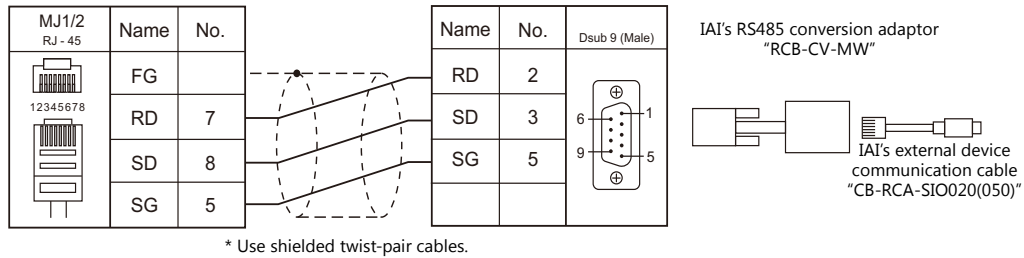 MJ1/2
RJ - 45
Name No.
12345678
FG
RD 7
SD 8
SG 5
Name No.
Dsub 9 (Male)
RD 2
SD 3
SG 5
6 1
9 5
* Use shielded twist-pair cables.
IAI's RS485 conversion adaptor
“RCB-CV-MW”
IAI's external device
communication cable
“CB-RCA-SIO020(050)”